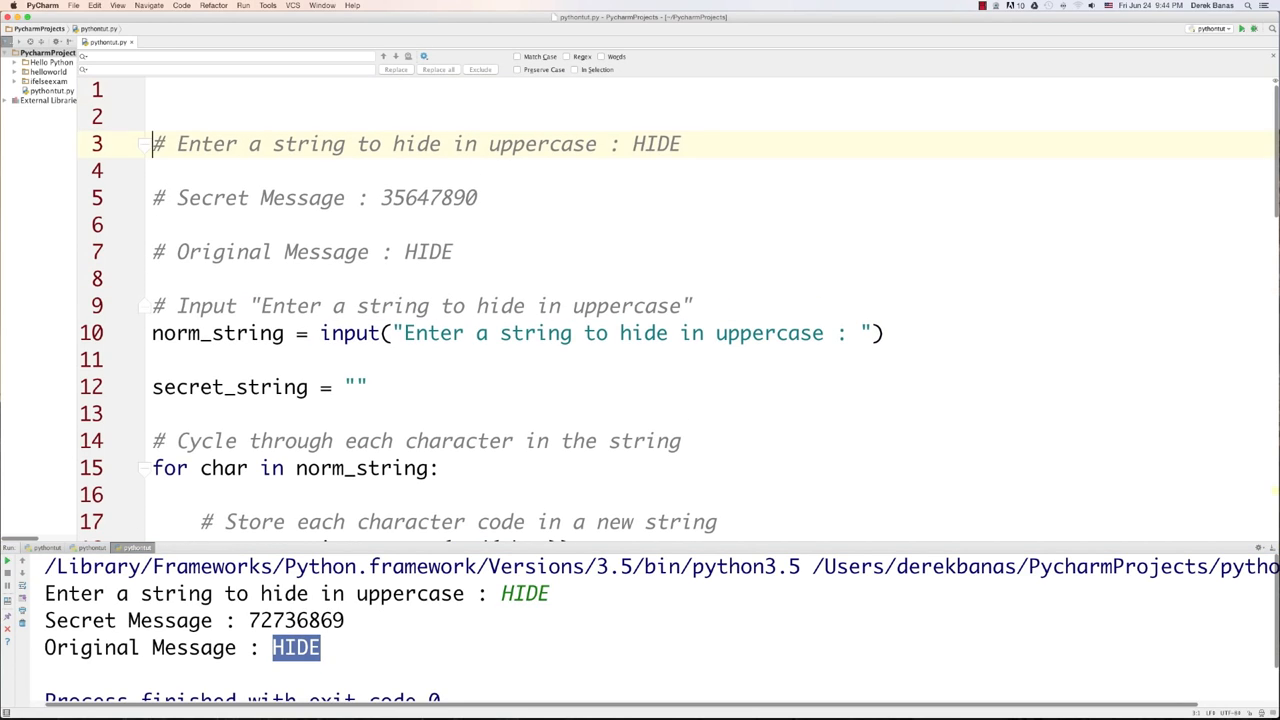 PyCharm File Edit View Navigate Code Refactor Run Tools VCS Window Help Fri Jun 24 9:44 PM Derek Banas
pythontut.py - PycharmProjects - [~/PycharmProjects]
PycharmProjects pythontut.py pythontut
pythontut.py ×
PycharmProject
Hello Python
helloworld
ifelseexam
pythontut.py
External Librarie
Match Case Regex Words
Replace Replace all Exclude Preserve Case In Selection
1
2
3 # Enter a string to hide in uppercase : HIDE
4
5 # Secret Message : 35647890
6
7 # Original Message : HIDE
8
9 # Input "Enter a string to hide in uppercase"
10 norm_string = input("Enter a string to hide in uppercase : ")
11
12 secret_string = ""
13
14 # Cycle through each character in the string
15 for char in norm_string:
16
17 # Store each character code in a new string
Run: pythontut pythontut pythontut
/Library/Frameworks/Python.framework/Versions/3.5/bin/python3.5 /Users/derekbanas/PycharmProjects/pytho
Enter a string to hide in uppercase : HIDE
Secret Message : 72736869
Original Message : HIDE
Process finished with exit code 0
3:1 LF÷ UTF-8÷